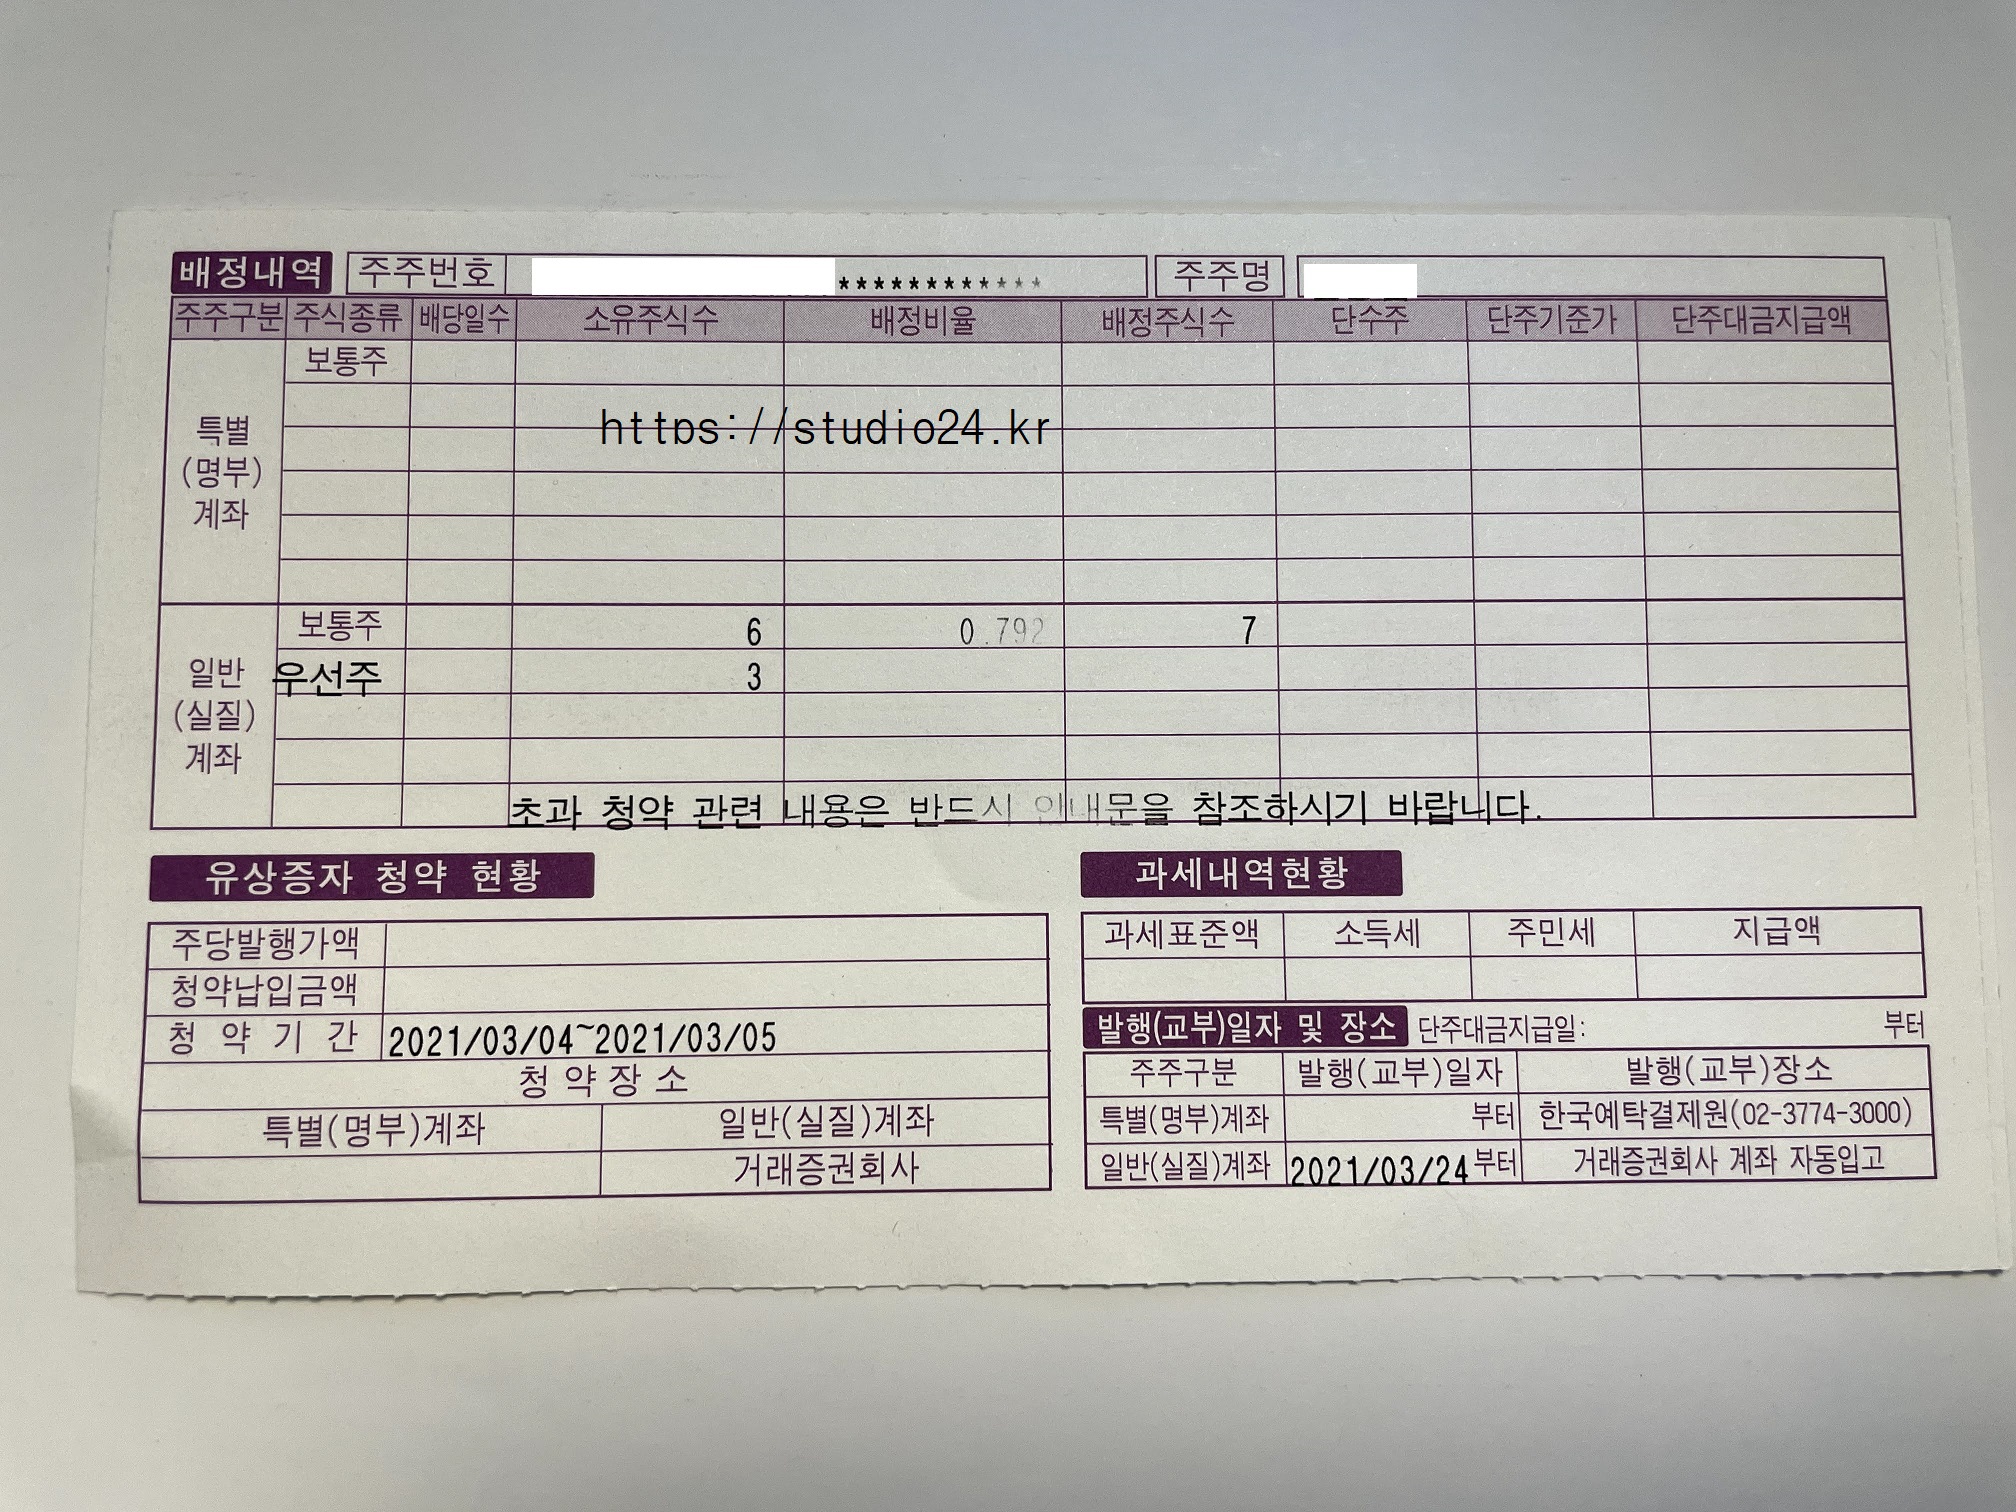 배정내역 주주번호 ************ 주주명
주주구분 주식종류 배당일수 소유주식수 배정비율 배정주식수 단수주 단주기준가 단주대금지급액
특별
(명부)
계좌
보통주
https://studio24.kr
일반
(실질)
계좌
보통주 6 0.792 7
우선주 3
초과 청약 관련 내용은 반드시 안내문을 참조하시기 바랍니다.
유상증자 청약 현황
주당발행가액
청약납입금액
청 약 기 간 2021/03/04~2021/03/05
청 약 장 소
특별(명부)계좌 일반(실질)계좌
거래증권회사
과세내역현황
과세표준액 소득세 주민세 지급액
발행(교부)일자 및 장소 단주대금지급일: 부터
주주구분 발행(교부)일자 발행(교부)장소
특별(명부)계좌 부터 한국예탁결제원(02-3774-3000)
일반(실질)계좌 2021/03/24부터 거래증권회사 계좌 자동입고